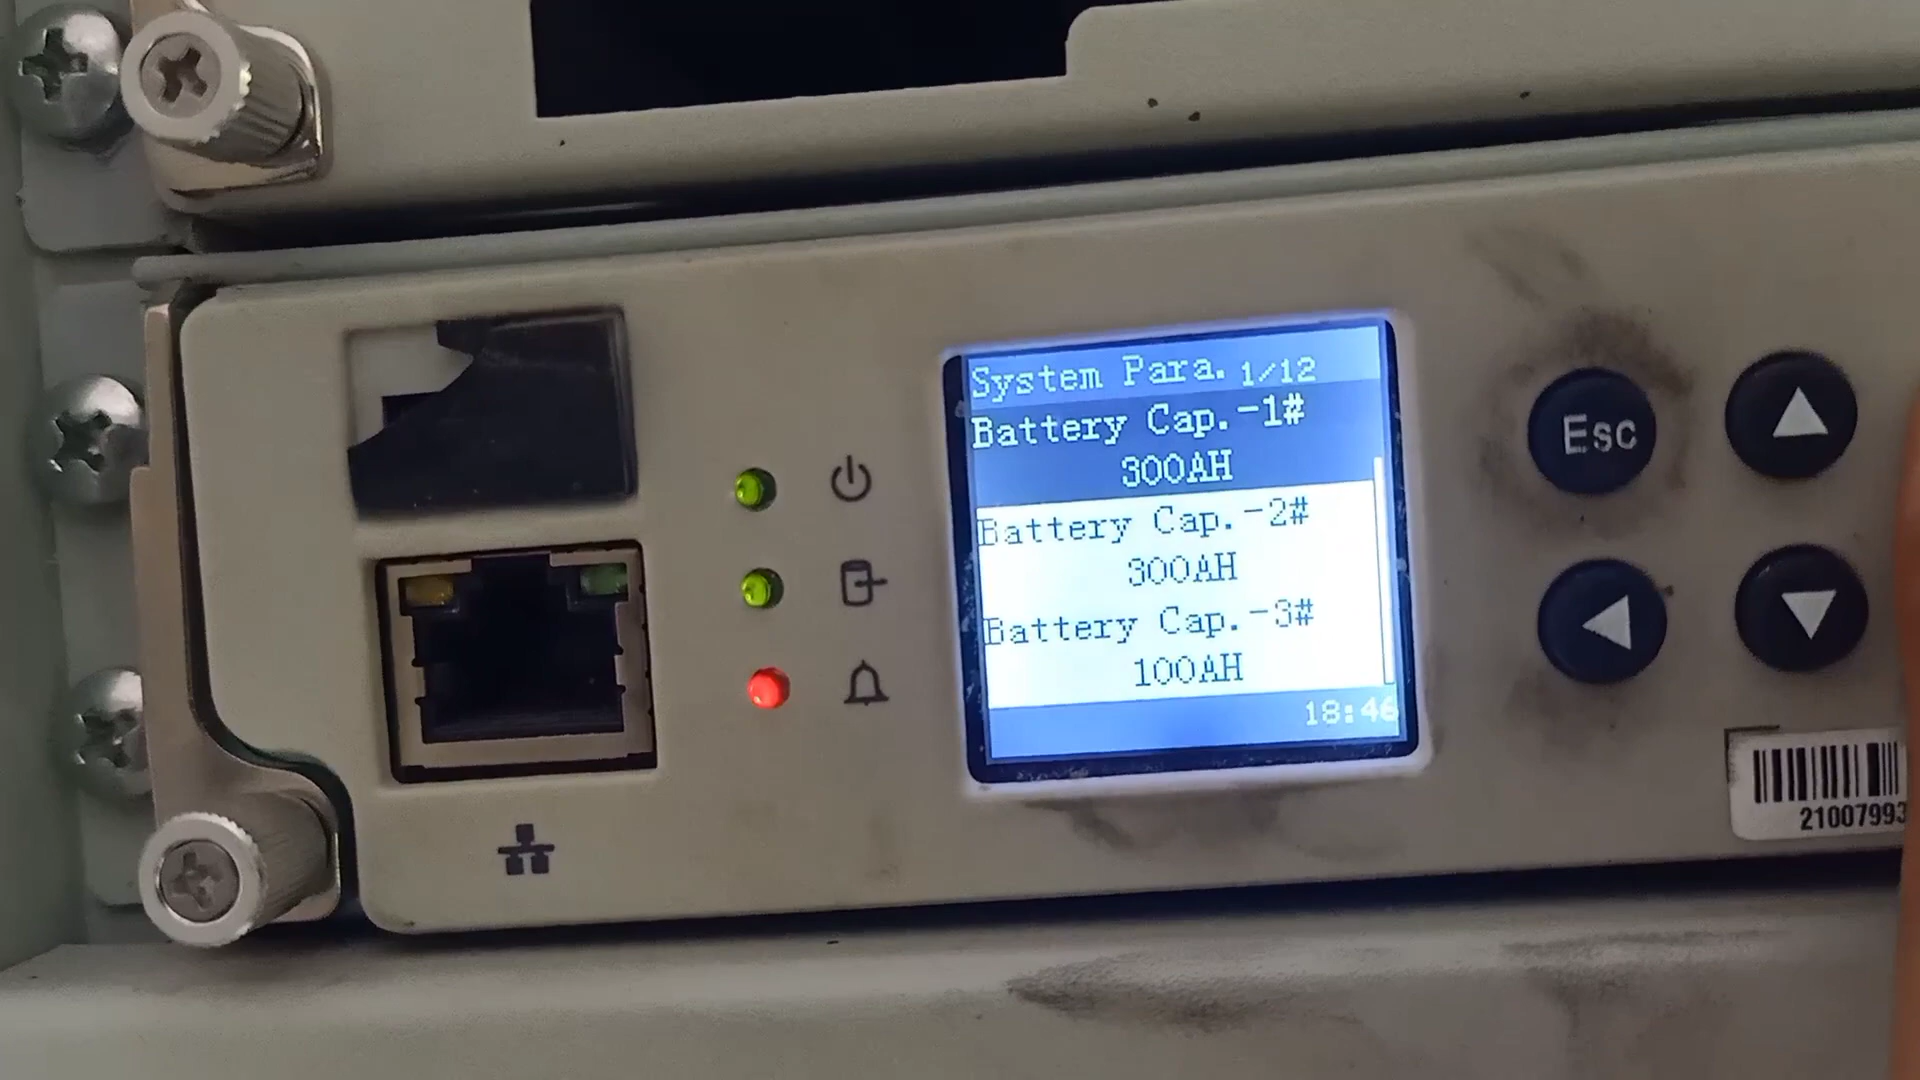 System Para. 1/12
Battery Cap.-1#
300AH
Battery Cap.-2#
300AH
Battery Cap.-3#
100AH
18:46
Esc
21007993